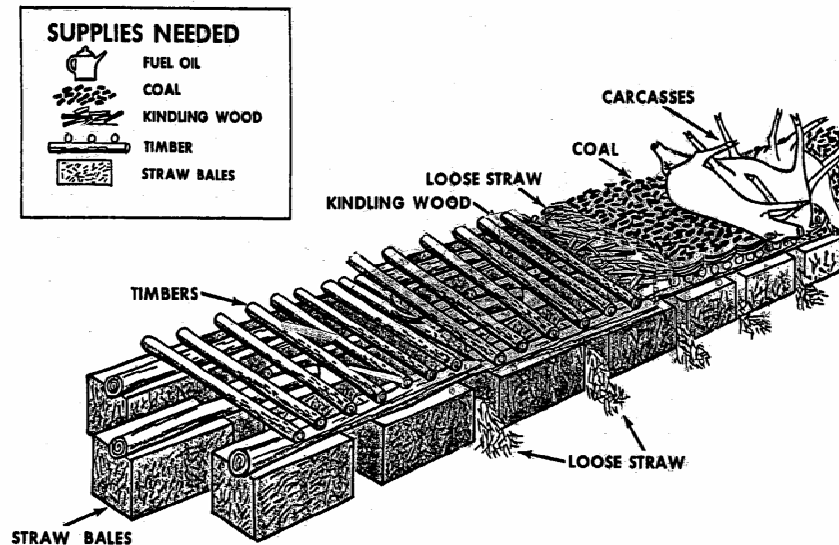 SUPPLIES NEEDED
FUEL OIL
COAL
KINDLING WOOD
TIMBER
STRAW BALES
CARCASSES
COAL
LOOSE STRAW
KINDLING WOOD
TIMBERS
LOOSE STRAW
STRAW BALES